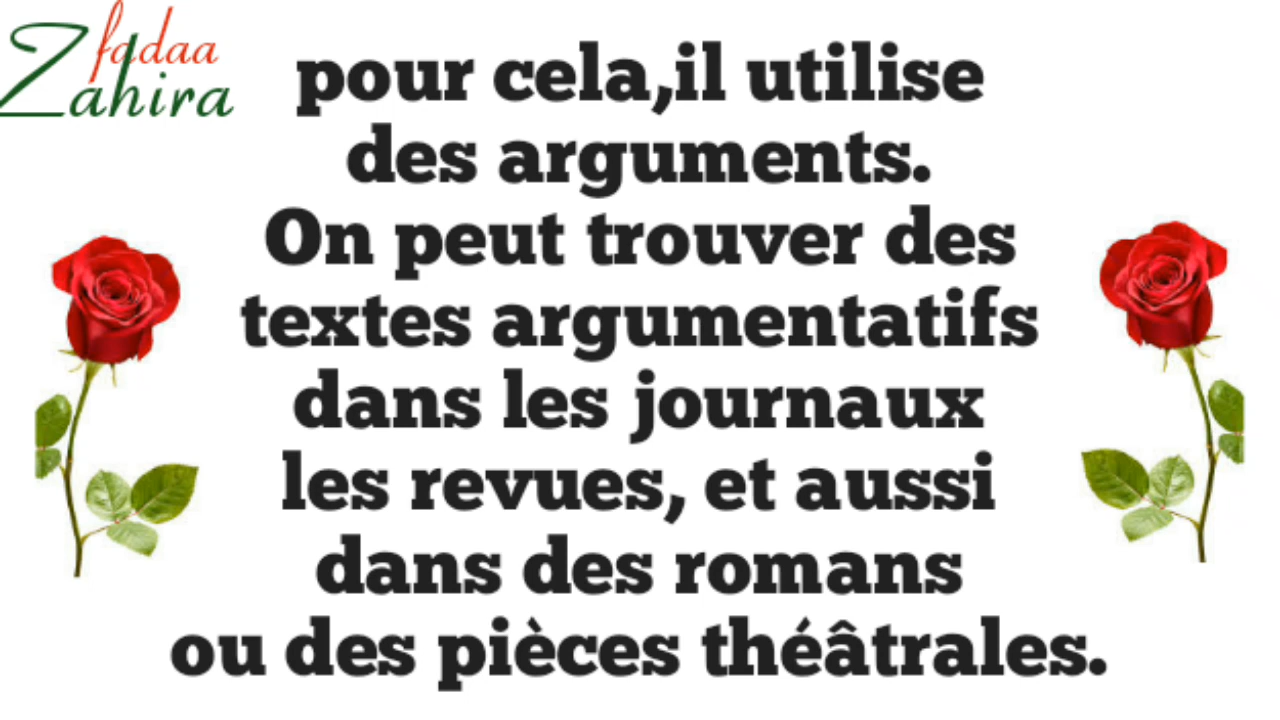 fadaa
Zahira
pour cela,il utilise
des arguments.
On peut trouver des
textes argumentatifs
dans les journaux
les revues, et aussi
dans des romans
ou des pièces théâtrales.